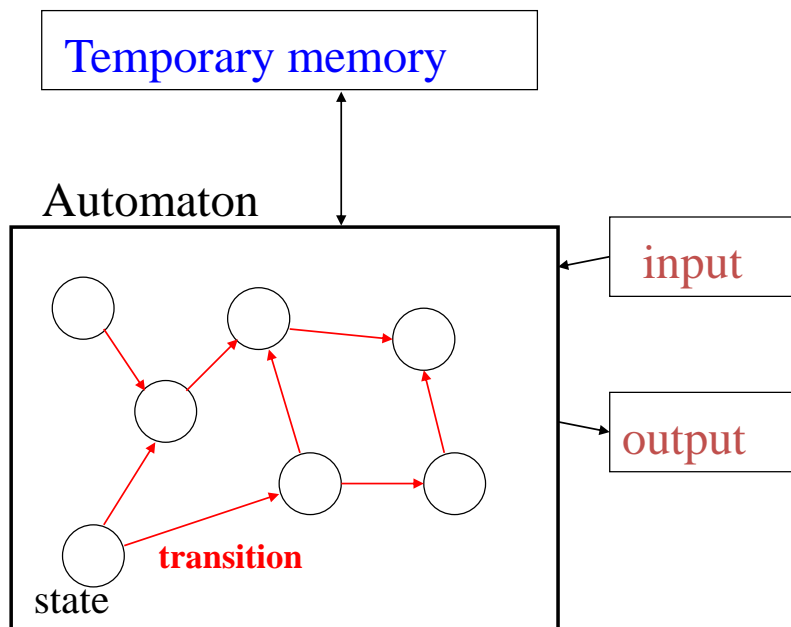 Temporary memory
Automaton
input
output
transition
state